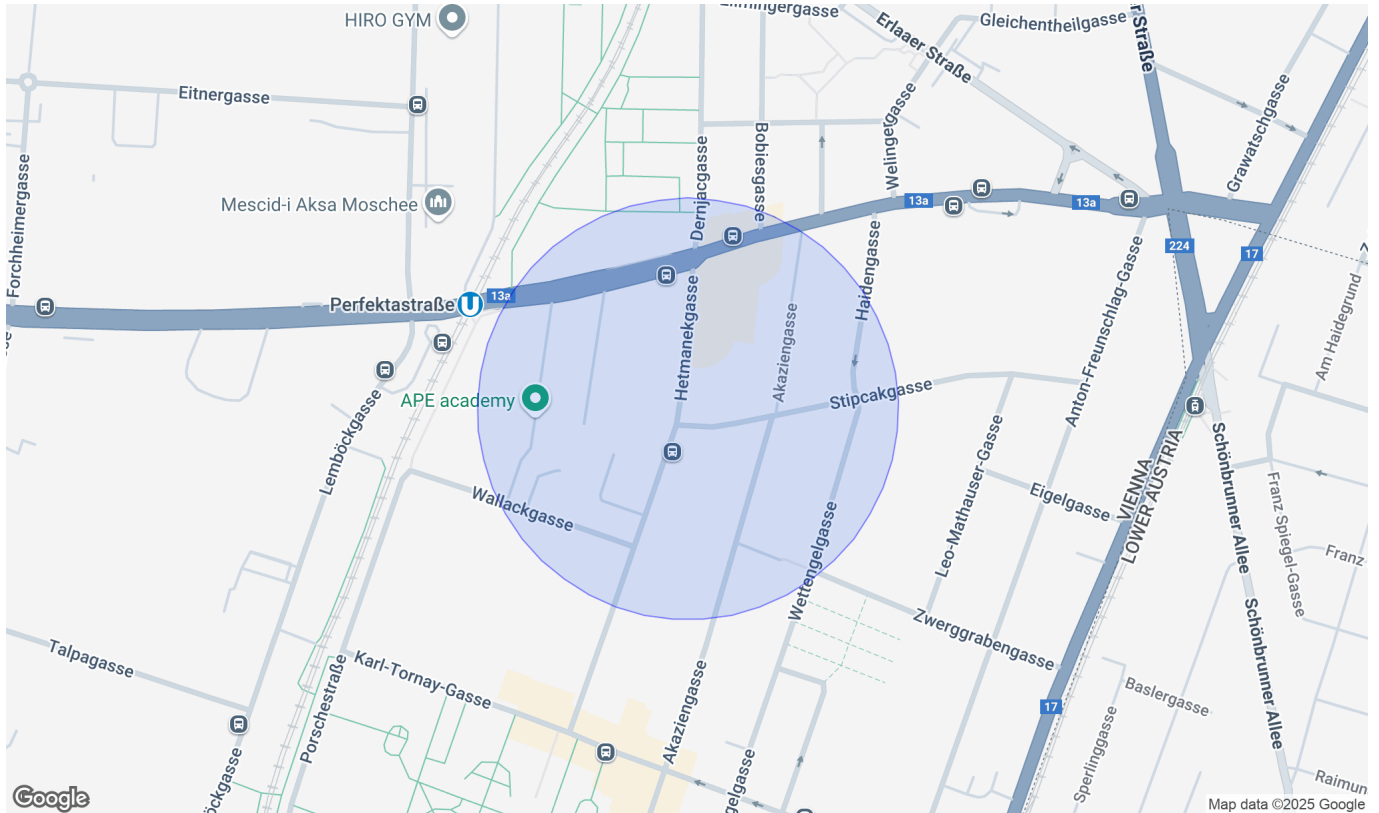 HIRO GYM
Gleichentheilgasse
Erlaaer Straße
Straße
Eitnergasse
Grawatschgasse
Welingergasse
Bobiesgasse
Dernjacgasse
Forchheimergasse
Mescid-i Aksa Moschee
13a
13a
Perfektastraße
U
13a
224
17
Haidengasse
Anton-Freunschlag-Gasse
Am Haidegrund
Hetmanekgasse
Akaziengasse
Stipcakgasse
APE academy
Lemböckgasse
Leo-Mathauser-Gasse
Schönbrunner Allee
VIENNA
LOWER AUSTRIA
Wallackgasse
Eigelgasse
Franz-Spiegel-Gasse
Franz
Wettengelgasse
Zwerggrabengasse
Schönbrunner Allee
Talpagasse
Karl-Tornay-Gasse
Porschestraße
Akaziengasse
Baslergasse
17
Sperlinggasse
Raimun
Google
Map data ©2025 Google